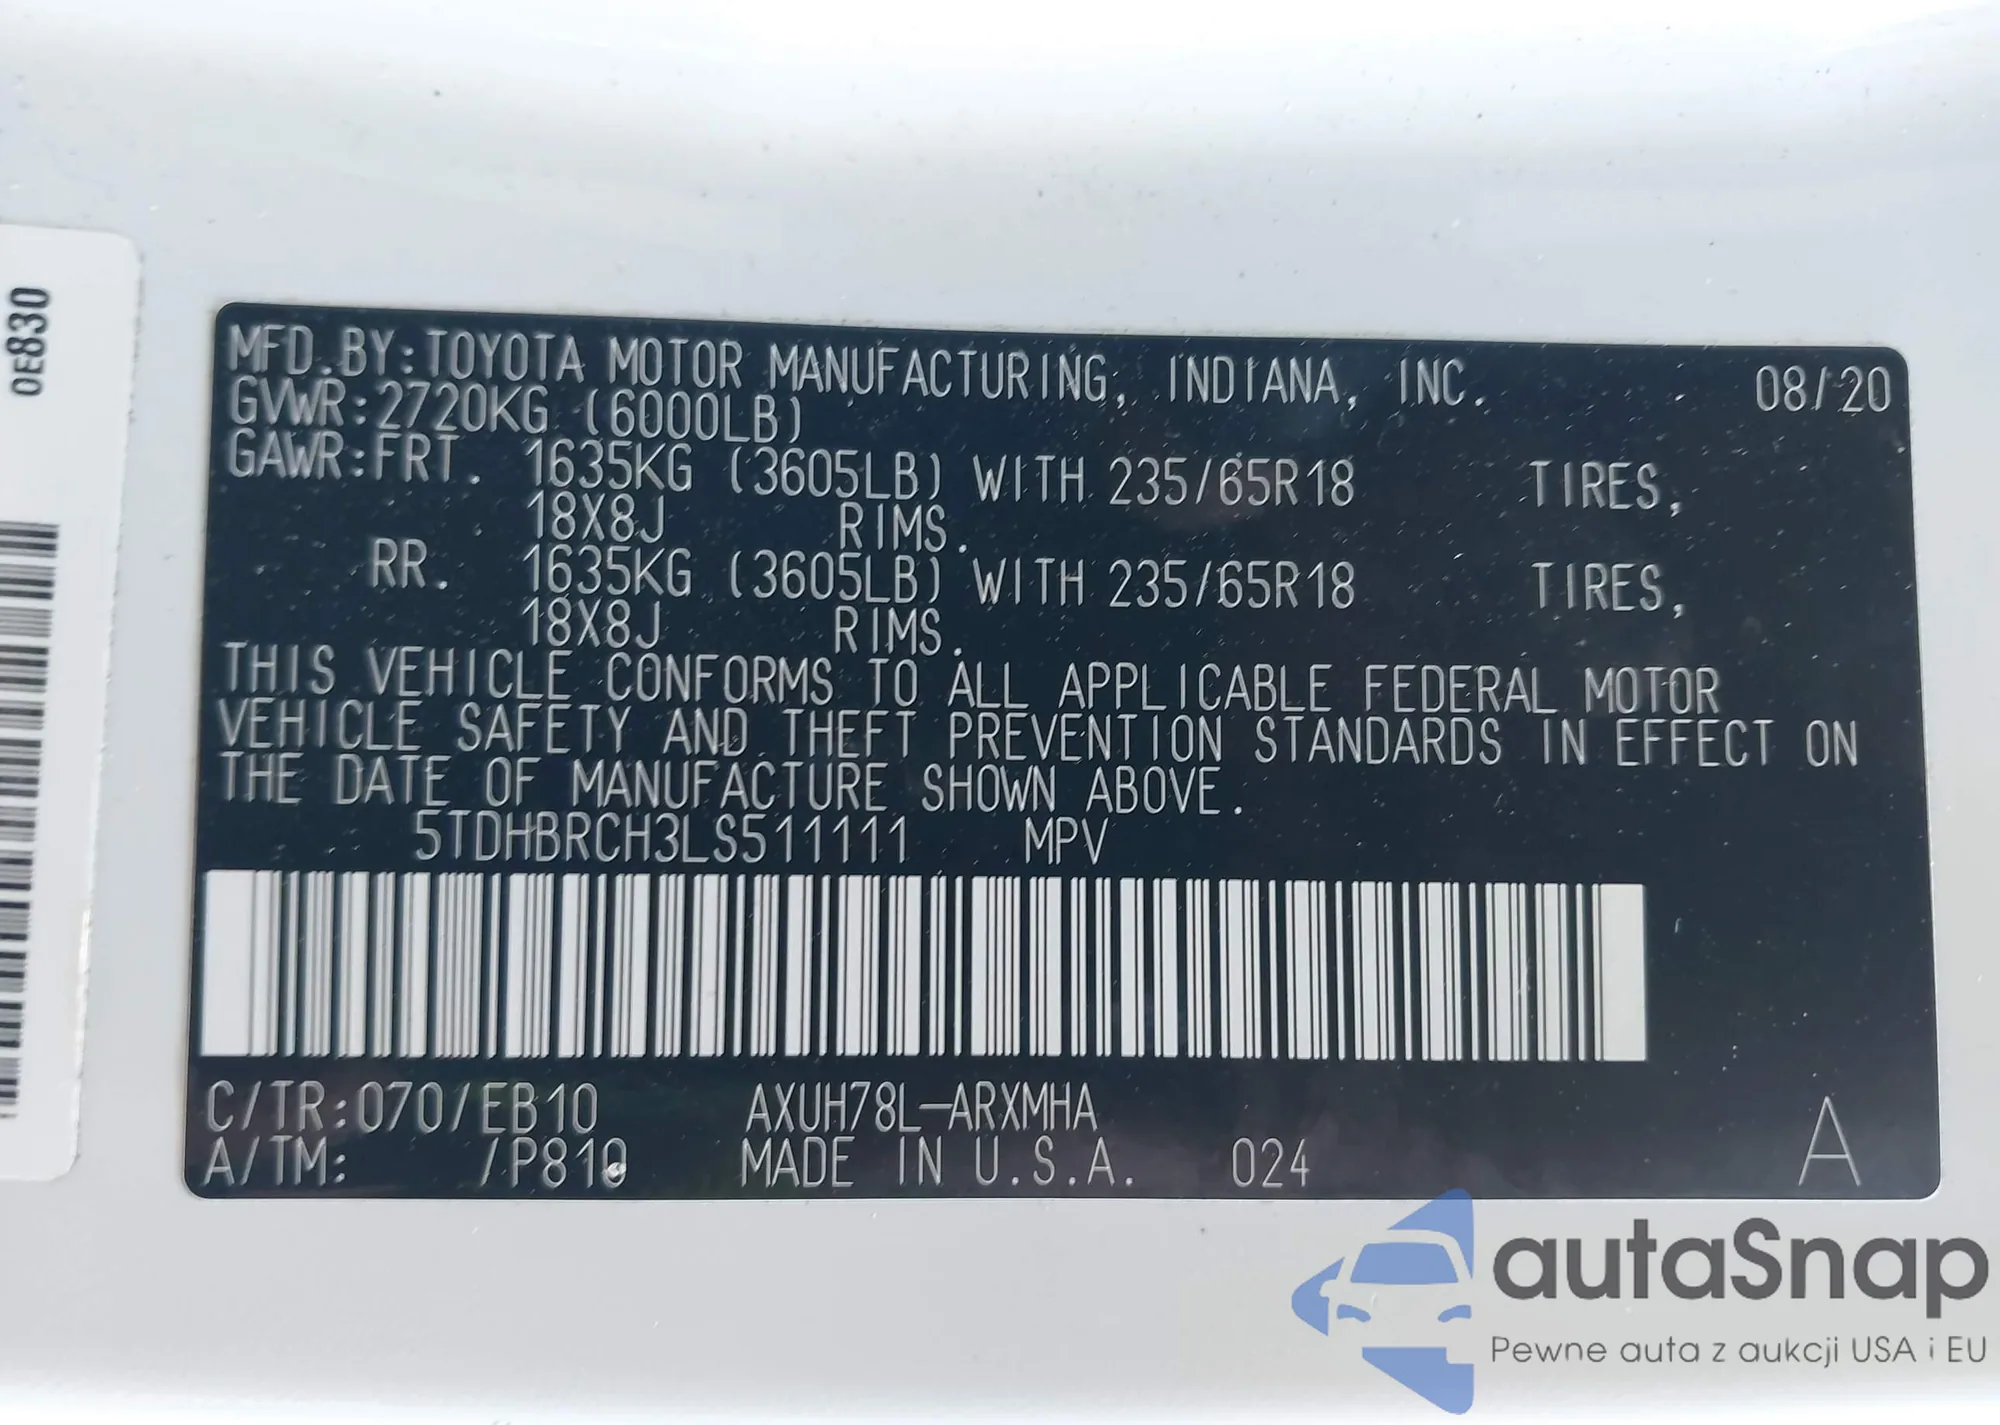 0E830
MFD.BY:TOYOTA MOTOR MANUFACTURING, INDIANA, INC. 08/20
GVWR:2720KG (6000LB)
GAWR:FRT. 1635KG (3605LB) WITH 235/65R18 TIRES,
18X8J RIMS.
RR. 1635KG (3605LB) WITH 235/65R18 TIRES,
18X8J RIMS.
THIS VEHICLE CONFORMS TO ALL APPLICABLE FEDERAL MOTOR
VEHICLE SAFETY AND THEFT PREVENTION STANDARDS IN EFFECT ON
THE DATE OF MANUFACTURE SHOWN ABOVE.
5TDHBRCH3LS511111 MPV
C/TR:070/EB10 AXUH78L-ARXMHA
A/TM: /P810 MADE IN U.S.A. 024 A
autaSnap
Pewne auta z aukcji USA i EU